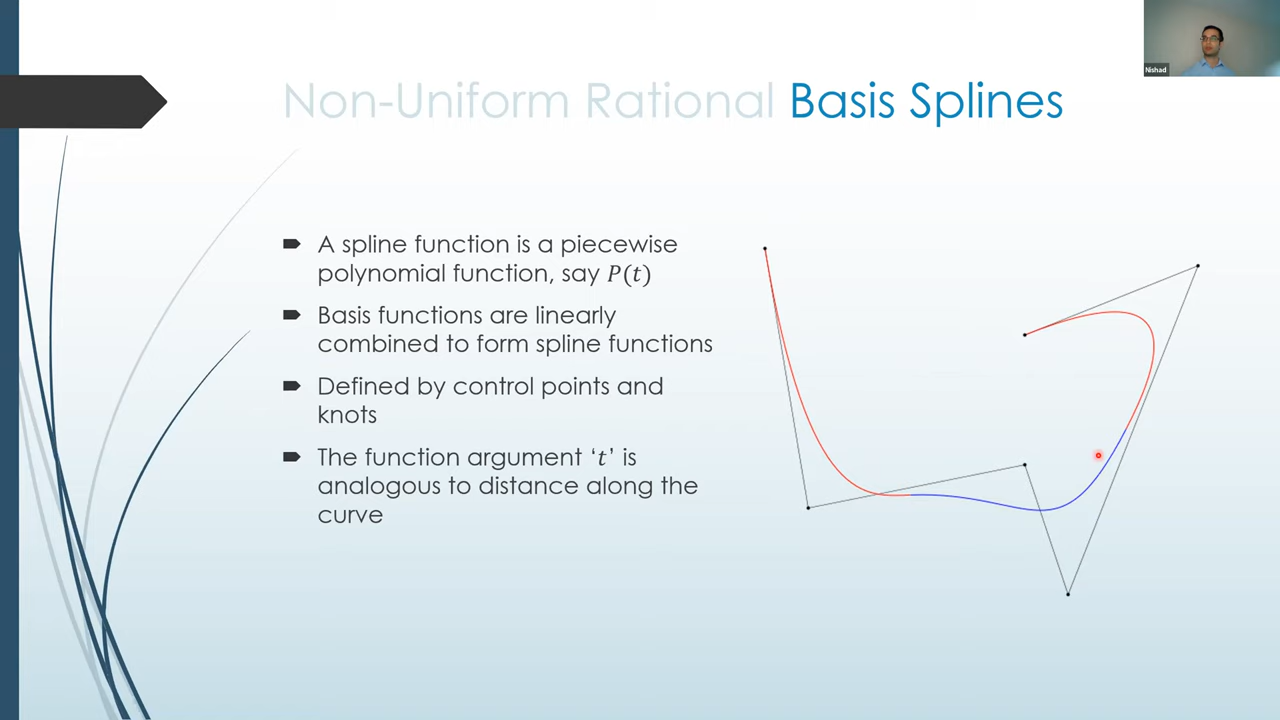 Nishad
Non-Uniform Rational Basis Splines
A spline function is a piecewise
polynomial function, say P(t)
Basis functions are linearly
combined to form spline functions
Defined by control points and
knots
The function argument ‘t’ is
analogous to distance along the
curve